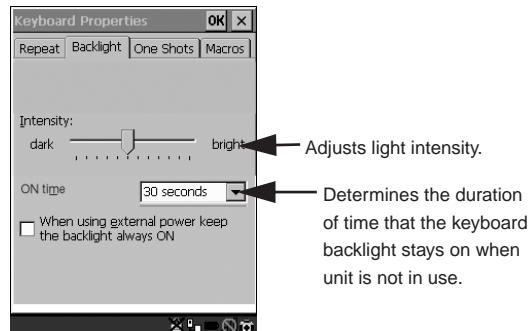 Keyboard Properties OK ×
Repeat Backlight One Shots Macros
Intensity:
dark bright
Adjusts light intensity.
ON time 30 seconds
When using external power keep
the backlight always ON
Determines the duration
of time that the keyboard
backlight stays on when
unit is not in use.